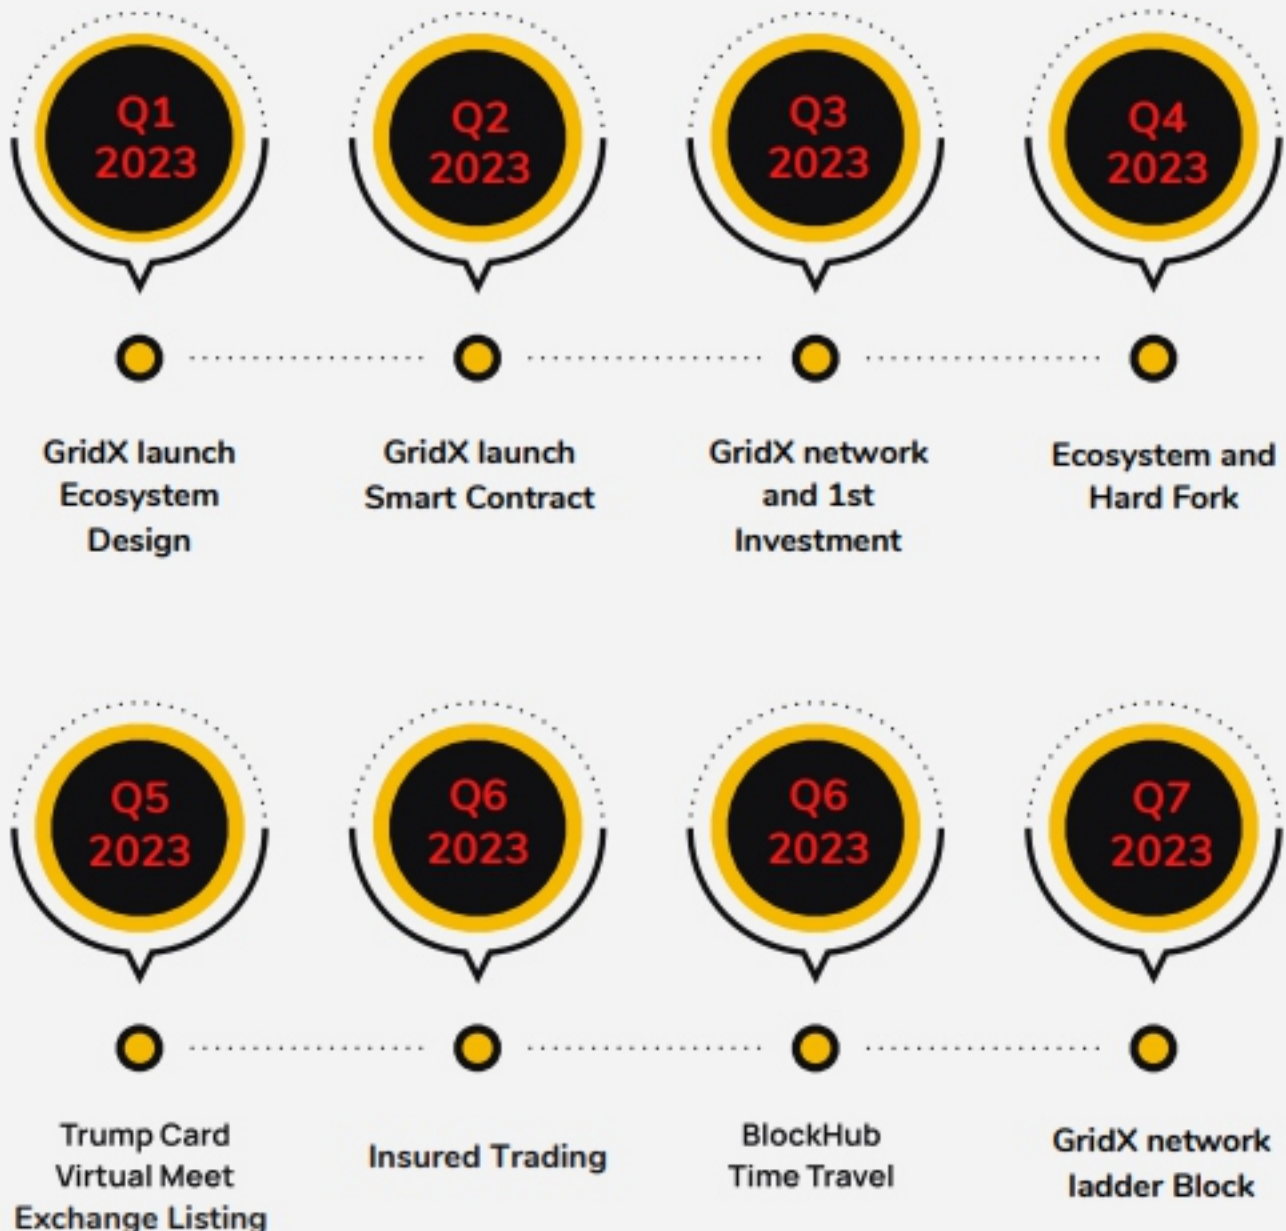 Q1
2023
Q2
2023
Q3
2023
Q4
2023
GridX launch
Ecosystem
Design
GridX launch
Smart Contract
GridX network
and 1st
Investment
Ecosystem and
Hard Fork
Q5
2023
Q6
2023
Q6
2023
Q7
2023
Trump Card
Virtual Meet
Exchange Listing
Insured Trading
BlockHub
Time Travel
GridX network
ladder Block